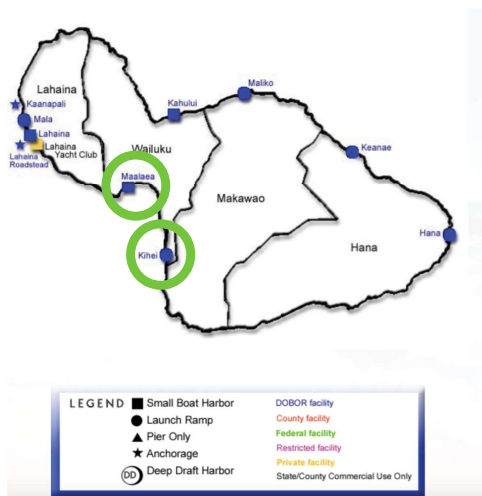 Maliko
Lahaina
Kaanapali
Kahului
Mala
Lahaina
Lahaina
Yacht Club
Lahaina
Roadstead
Wailuku
Keanae
Maalaea
Makawao
Hana
Kihei
Hana
LEGEND
Small Boat Harbor
Launch Ramp
Pier Only
Anchorage
DD Deep Draft Harbor
DOBOR facility
County facility
Federal facility
Restricted facility
Private facility
State/County Commercial Use Only